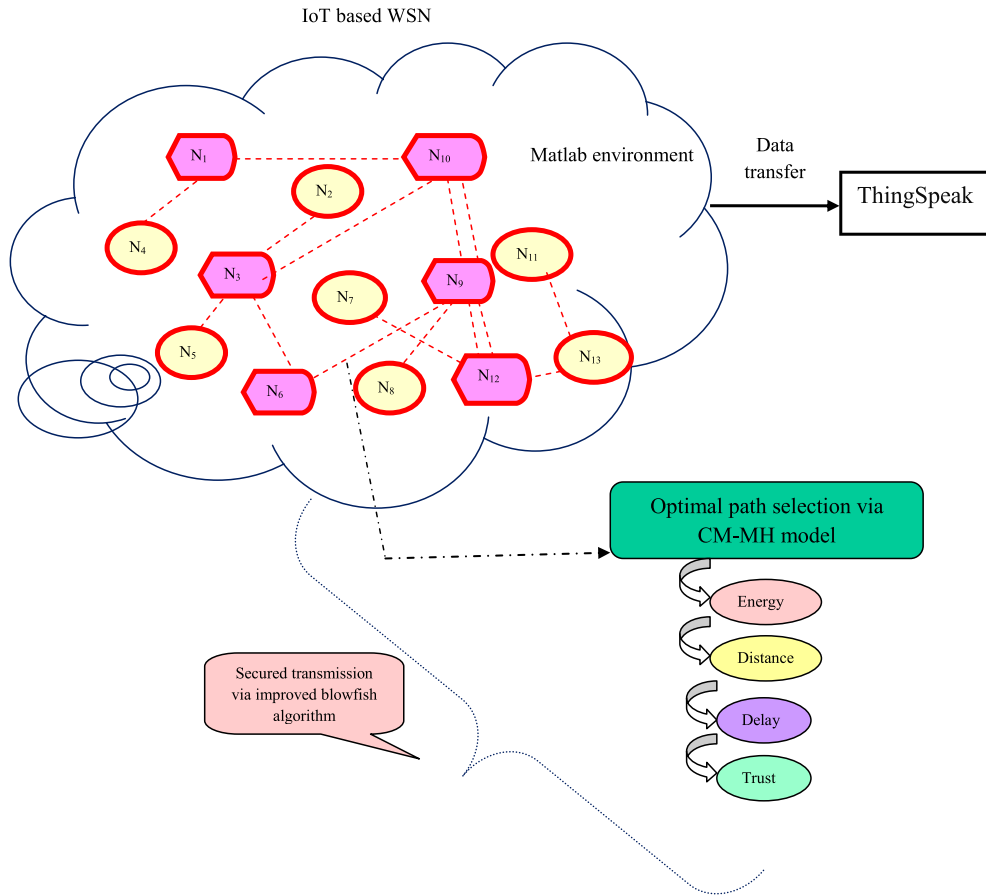 IoT based WSN
Matlab environment
Data
transfer
ThingSpeak
N₁
N₁₀
N₂
N₄
N₃
N₁₁
N₉
N₇
N₅
N₁₃
N₆
N₈
N₁₂
Optimal path selection via
CM-MH model
Energy
Distance
Delay
Trust
Secured transmission
via improved blowfish
algorithm